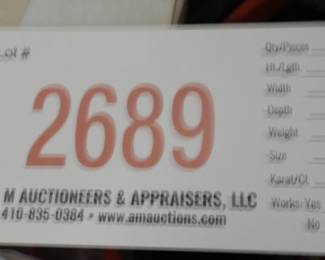 Lot #
2689
M AUCTIONEERS & APPRAISERS, LLC
410-835-0384 • www.amauctions.com
Qty/Pieces
Ht./Lgth
Width
Depth
Weight
Size
Karat/Ct
Works: Yes
No